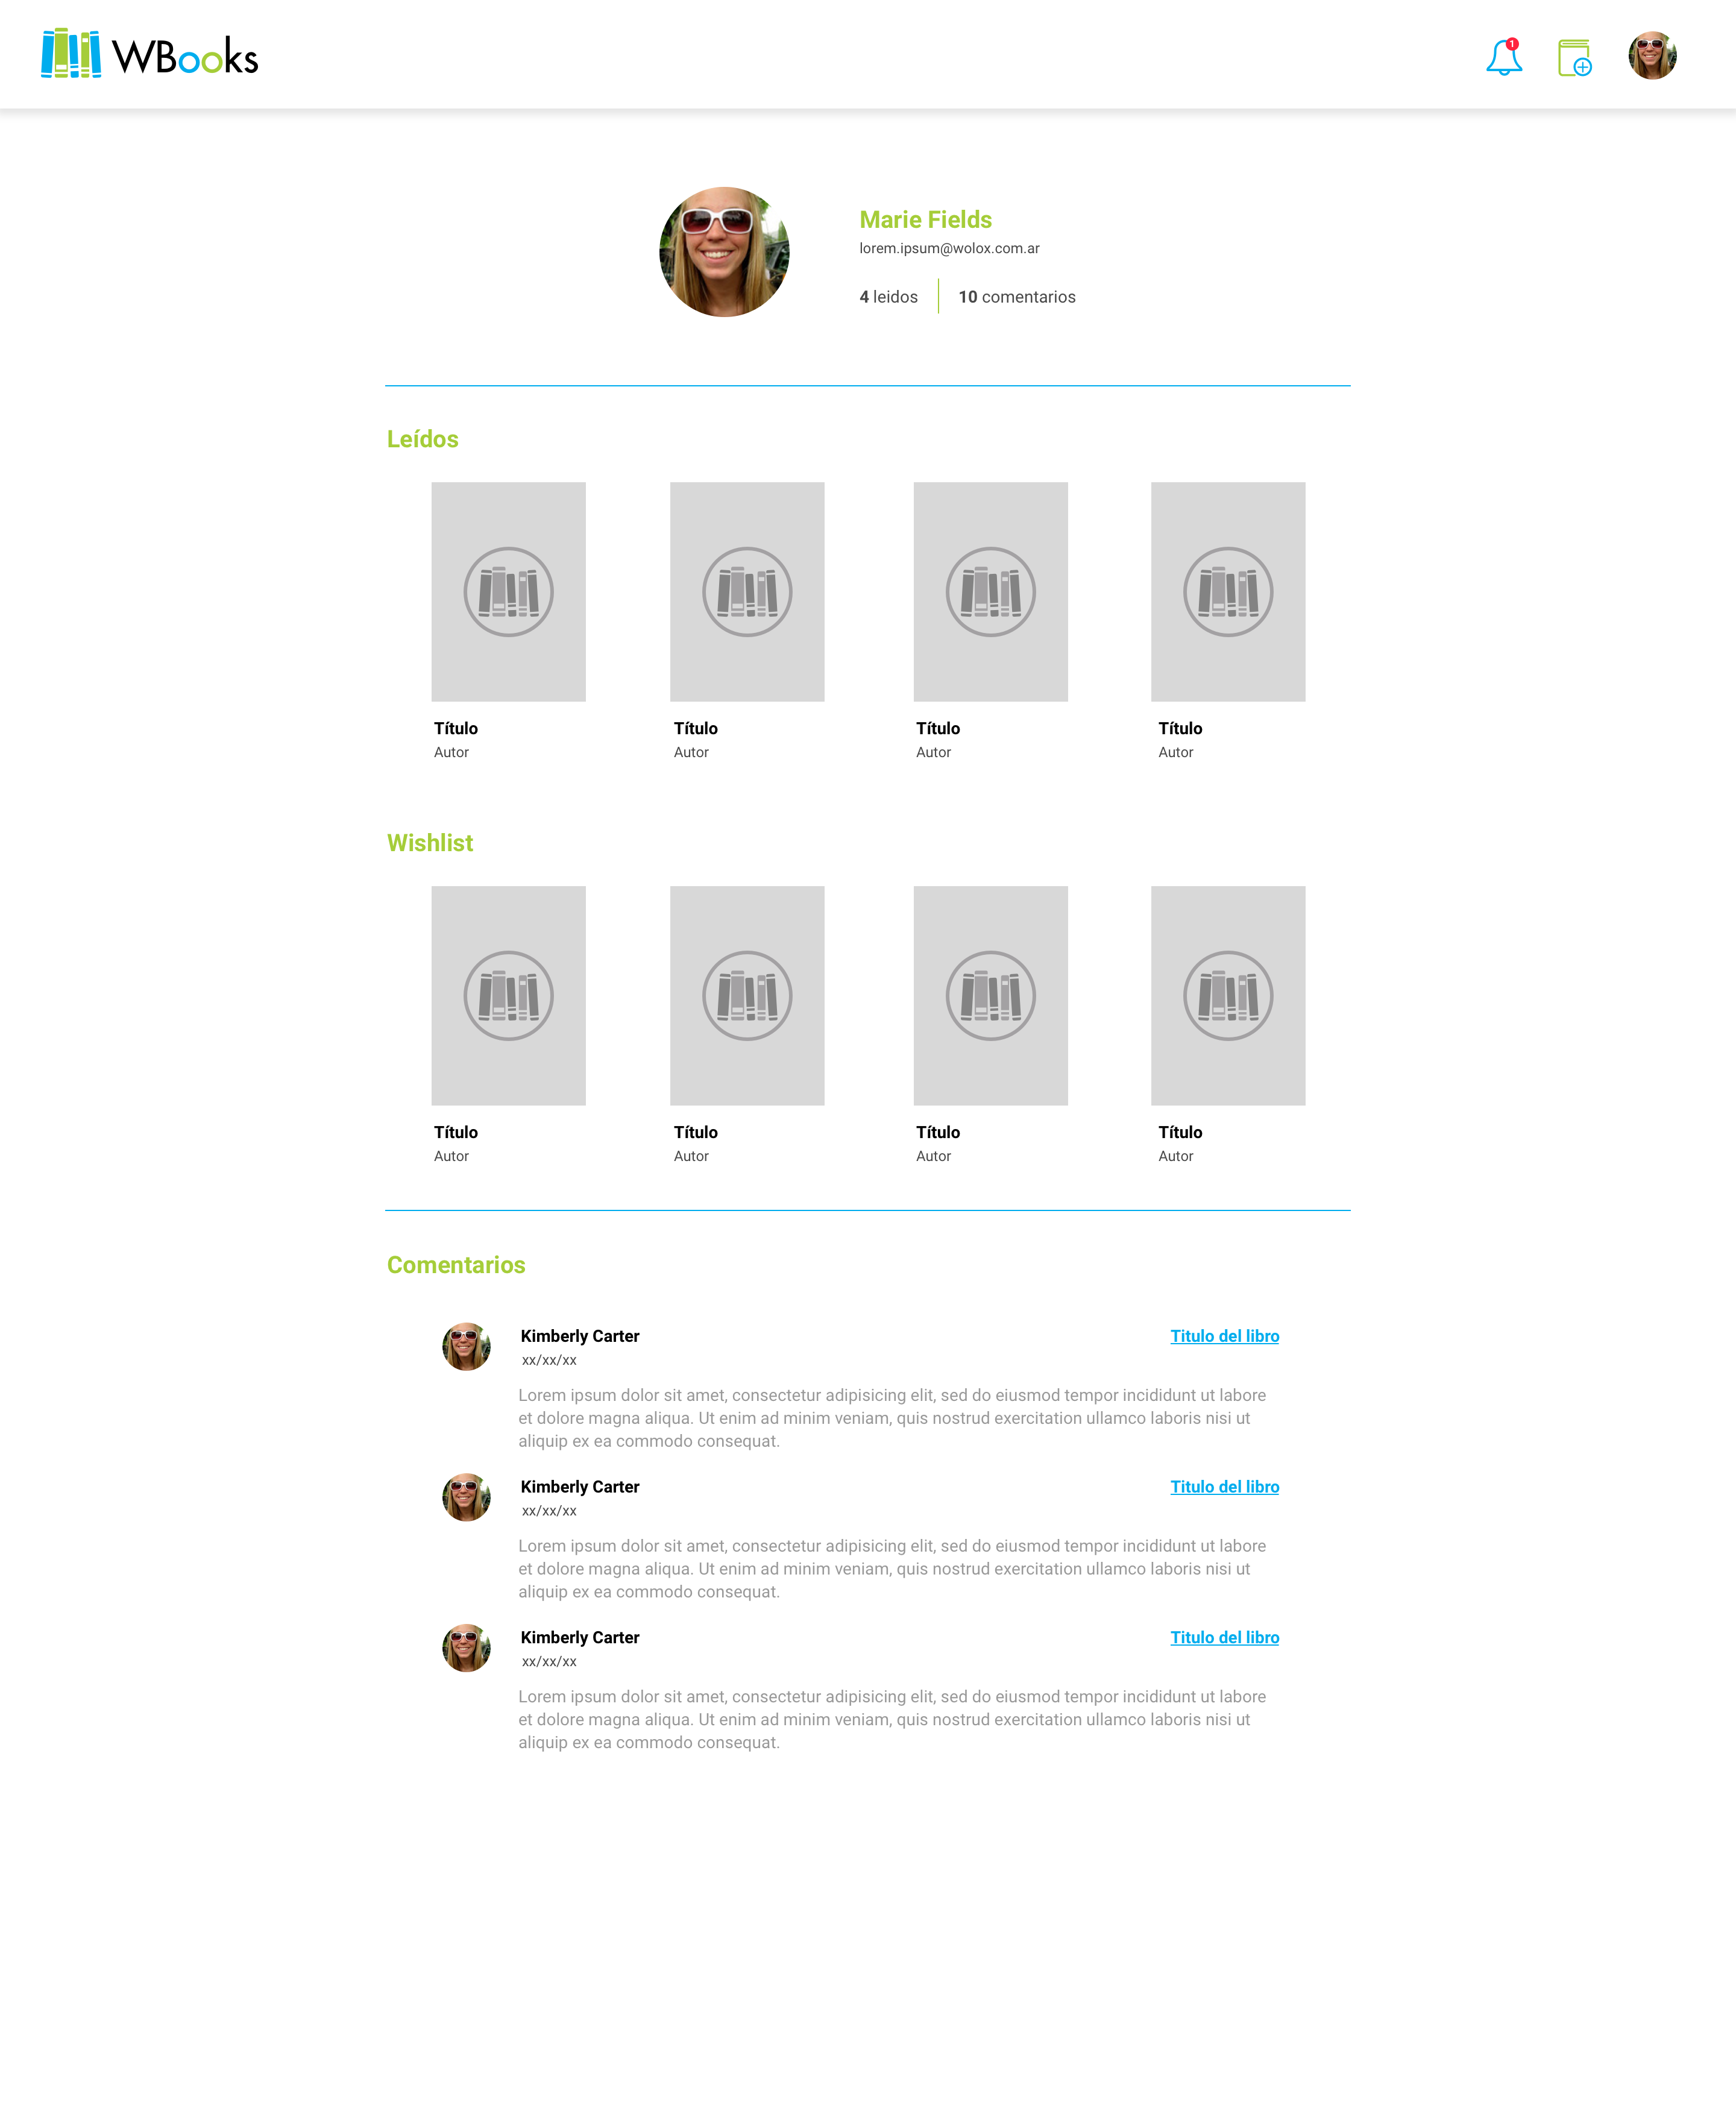 WBooks
1
Marie Fields
lorem.ipsum@wolox.com.ar
4 leidos
10 comentarios
Leídos
Título Título Título Título
Autor Autor Autor Autor
Wishlist
Título Título Título Título
Autor Autor Autor Autor
Comentarios
Kimberly Carter Titulo del libro
xx/xx/xx
Lorem ipsum dolor sit amet, consectetur adipisicing elit, sed do eiusmod tempor incididunt ut labore
et dolore magna aliqua. Ut enim ad minim veniam, quis nostrud exercitation ullamco laboris nisi ut
aliquip ex ea commodo consequat.
Kimberly Carter Titulo del libro
xx/xx/xx
Lorem ipsum dolor sit amet, consectetur adipisicing elit, sed do eiusmod tempor incididunt ut labore
et dolore magna aliqua. Ut enim ad minim veniam, quis nostrud exercitation ullamco laboris nisi ut
aliquip ex ea commodo consequat.
Kimberly Carter Titulo del libro
xx/xx/xx
Lorem ipsum dolor sit amet, consectetur adipisicing elit, sed do eiusmod tempor incididunt ut labore
et dolore magna aliqua. Ut enim ad minim veniam, quis nostrud exercitation ullamco laboris nisi ut
aliquip ex ea commodo consequat.